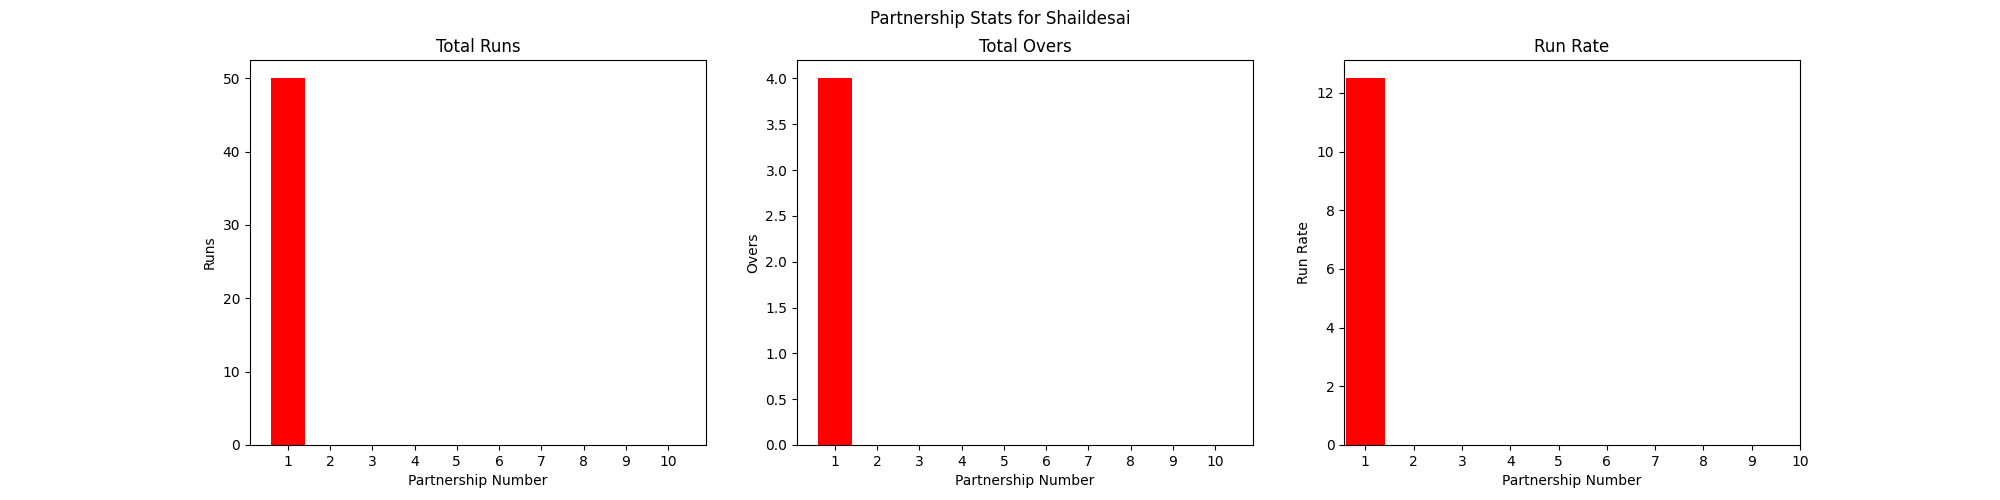 Partnership Stats for Shaildesai
Total Runs
Runs
50
40
30
20
10
0
1 2 3 4 5 6 7 8 9 10
Partnership Number
Total Overs
Overs
4.0
3.5
3.0
2.5
2.0
1.5
1.0
0.5
0.0
1 2 3 4 5 6 7 8 9 10
Partnership Number
Run Rate
Run Rate
12
10
8
6
4
2
0
1 2 3 4 5 6 7 8 9 10
Partnership Number